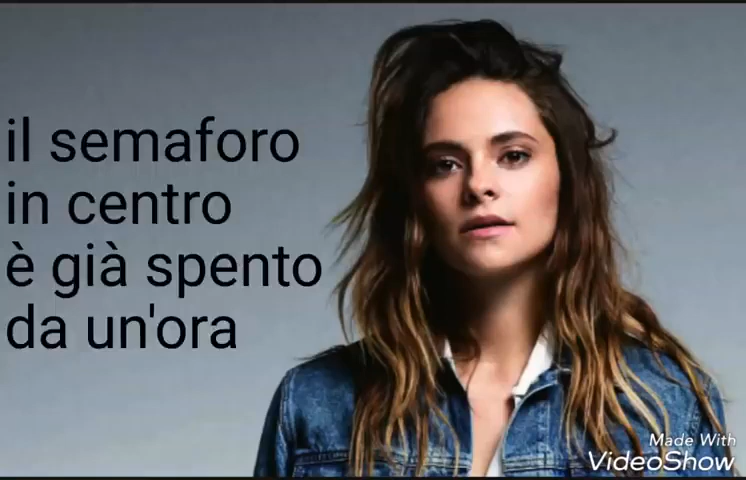 il semaforo
in centro
è già spento
da un'ora
Made With
VideoShow